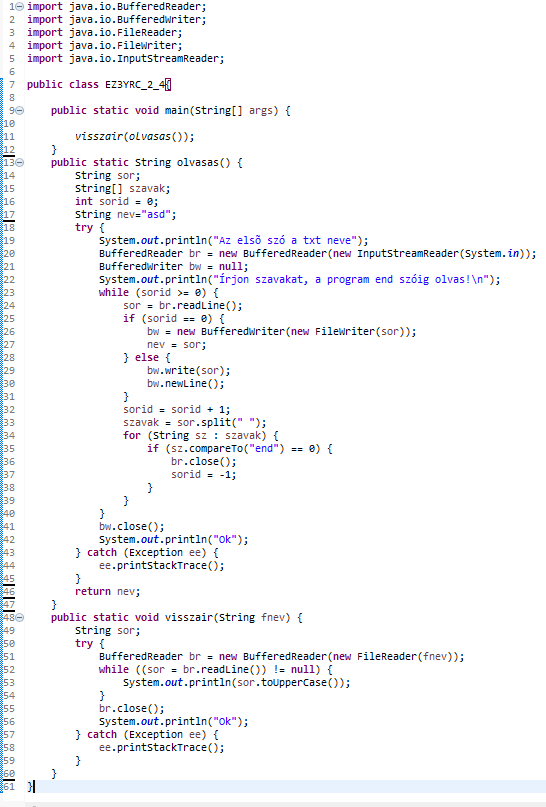 1 import java.io.BufferedReader;
2 import java.io.BufferedWriter;
3 import java.io.FileReader;
4 import java.io.FileWriter;
5 import java.io.InputStreamReader;
6
7 public class EZ3YRC_2_4{
8
9     public static void main(String[] args) {
10
11         visszair(olvasas());
12     }
13     public static String olvasas() {
14         String sor;
15         String[] szavak;
16         int sorid = 0;
17         String nev="asd";
18         try {
19             System.out.println("Az elsõ szó a txt neve");
20             BufferedReader br = new BufferedReader(new InputStreamReader(System.in));
21             BufferedWriter bw = null;
22             System.out.println("Írjon szavakat, a program end szóig olvas!\n");
23             while (sorid >= 0) {
24                 sor = br.readLine();
25                 if (sorid == 0) {
26                     bw = new BufferedWriter(new FileWriter(sor));
27                     nev = sor;
28                 } else {
29                     bw.write(sor);
30                     bw.newLine();
31                 }
32                 sorid = sorid + 1;
33                 szavak = sor.split(" ");
34                 for (String sz : szavak) {
35                     if (sz.compareTo("end") == 0) {
36                         br.close();
37                         sorid = -1;
38                     }
39                 }
40             }
41             bw.close();
42             System.out.println("Ok");
43         } catch (Exception ee) {
44             ee.printStackTrace();
45         }
46         return nev;
47     }
48     public static void visszair(String fnev) {
49         String sor;
50         try {
51             BufferedReader br = new BufferedReader(new FileReader(fnev));
52             while ((sor = br.readLine()) != null) {
53                 System.out.println(sor.toUpperCase());
54             }
55             br.close();
56             System.out.println("Ok");
57         } catch (Exception ee) {
58             ee.printStackTrace();
59         }
60     }
61 }